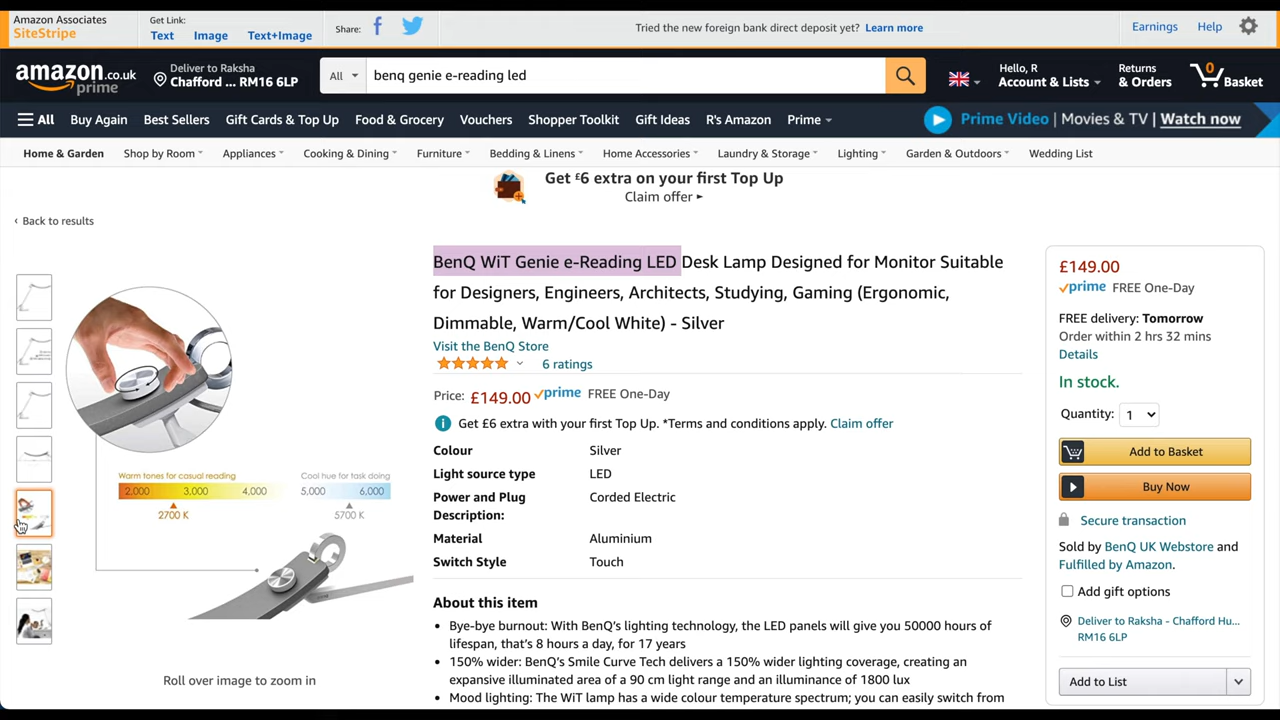 Amazon Associates
SiteStripe
Get Link:
Text Image Text+Image
Share:
Tried the new foreign bank direct deposit yet? Learn more
Earnings Help
amazon.co.uk
prime
Deliver to Raksha
Chafford ... RM16 6LP
All
benq genie e-reading led
Hello, R
Account & Lists
Returns
& Orders
0
Basket
All Buy Again Best Sellers Gift Cards & Top Up Food & Grocery Vouchers Shopper Toolkit Gift Ideas R's Amazon Prime
Prime Video | Movies & TV | Watch now
Home & Garden Shop by Room Appliances Cooking & Dining Furniture Bedding & Linens Home Accessories Laundry & Storage Lighting Garden & Outdoors Wedding List
Get £6 extra on your first Top Up
Claim offer ►
‹ Back to results
BenQ WiT Genie e-Reading LED Desk Lamp Designed for Monitor Suitable
for Designers, Engineers, Architects, Studying, Gaming (Ergonomic,
Dimmable, Warm/Cool White) - Silver
Visit the BenQ Store
6 ratings
Price: £149.00 prime FREE One-Day
Get £6 extra with your first Top Up. *Terms and conditions apply. Claim offer
Colour Silver
Light source type LED
Power and Plug Corded Electric
Description:
Material Aluminium
Switch Style Touch
About this item
• Bye-bye burnout: With BenQ's lighting technology, the LED panels will give you 50000 hours of
lifespan, that's 8 hours a day, for 17 years
• 150% wider: BenQ's Smile Curve Tech delivers a 150% wider lighting coverage, creating an
expansive illuminated area of a 90 cm light range and an illuminance of 1800 lux
• Mood lighting: The WiT lamp has a wide colour temperature spectrum; you can easily switch from
Warm tones for casual reading Cool hue for task doing
2,000 3,000 4,000 5,000 6,000
2700 K 5700 K
Roll over image to zoom in
£149.00
prime FREE One-Day
FREE delivery: Tomorrow
Order within 2 hrs 32 mins
Details
In stock.
Quantity: 1
Add to Basket
Buy Now
Secure transaction
Sold by BenQ UK Webstore and
Fulfilled by Amazon.
Add gift options
Deliver to Raksha - Chafford Hu...
RM16 6LP
Add to List